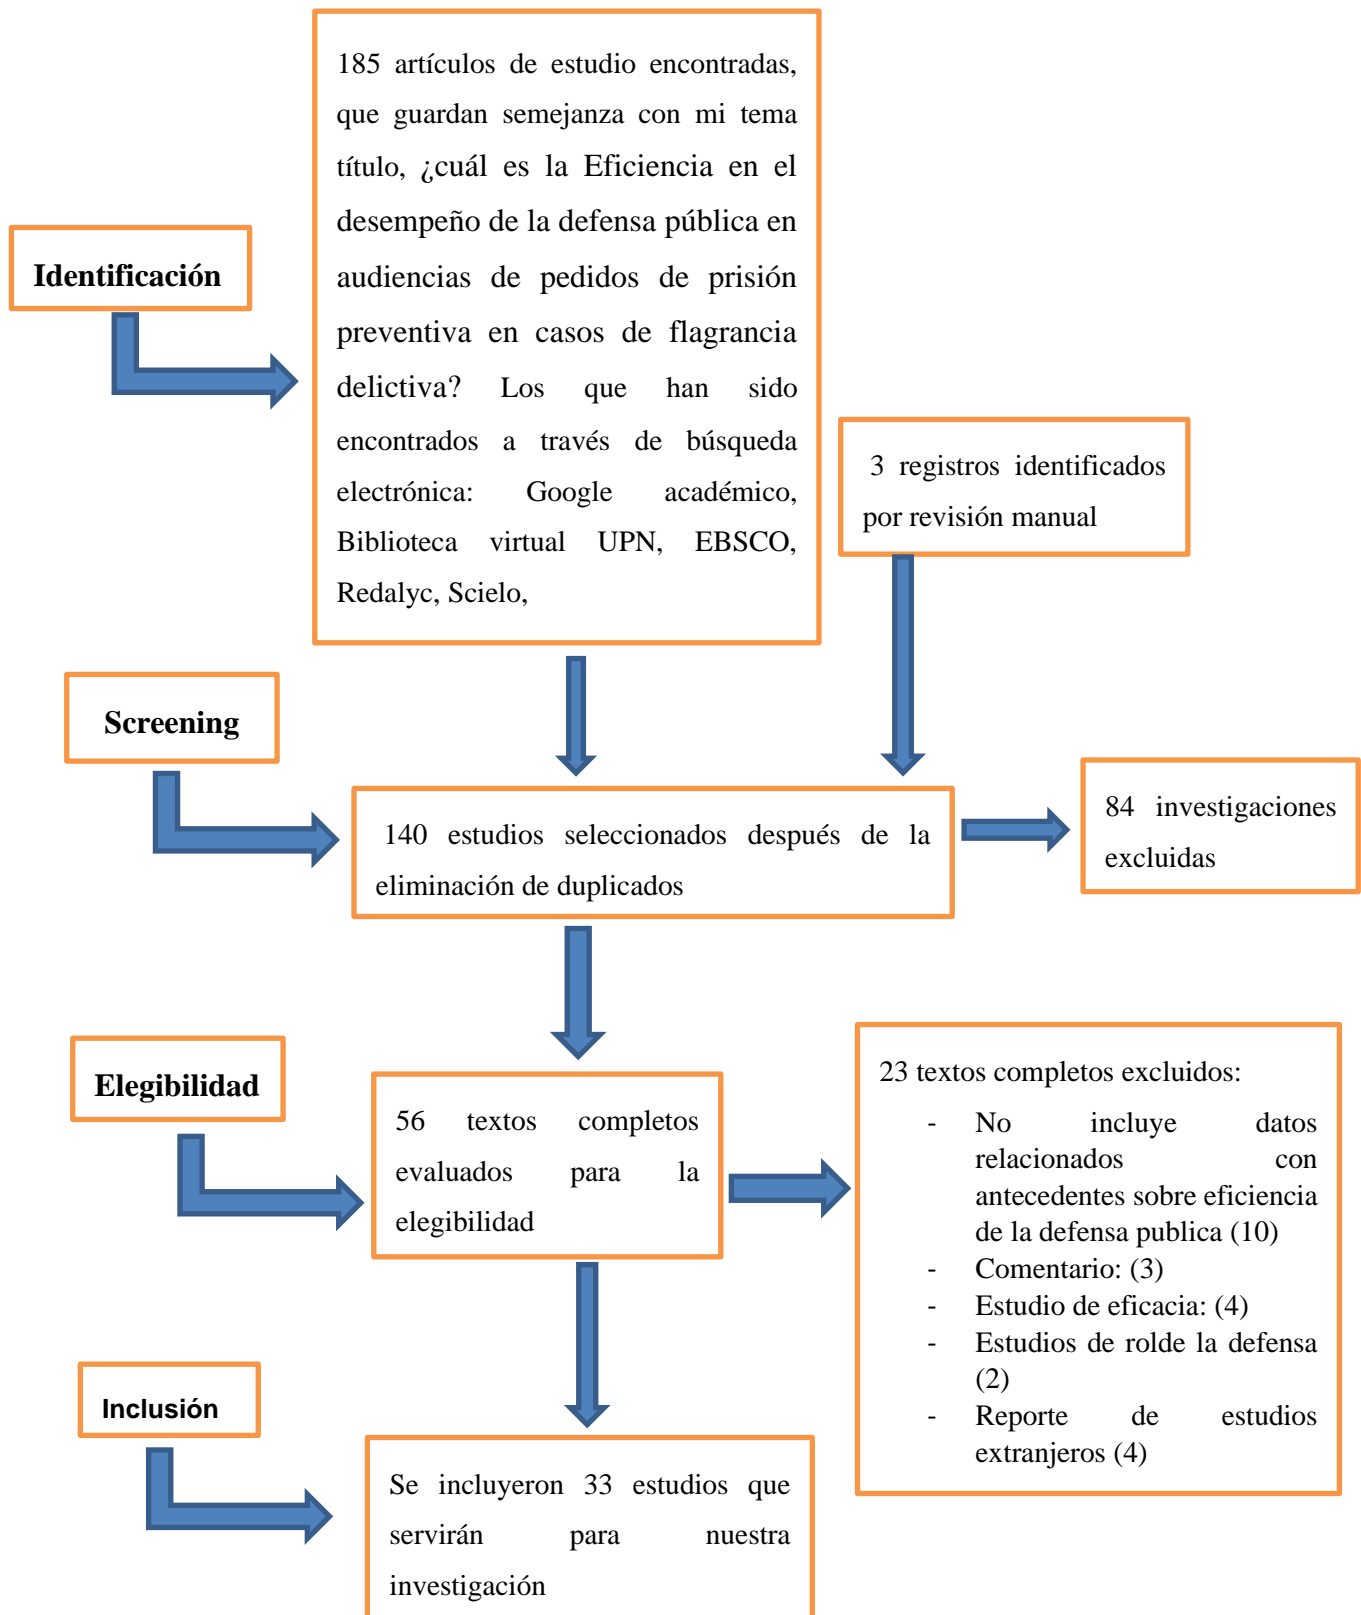 185 artículos de estudio encontradas,
que guardan semejanza con mi tema
título, ¿cuál es la Eficiencia en el
desempeño de la defensa pública en
audiencias de pedidos de prisión
preventiva en casos de flagrancia
delictiva? Los que han sido
encontrados a través de búsqueda
electrónica: Google académico,
Biblioteca virtual UPN, EBSCO,
Redalyc, Scielo,
Identificación
3 registros identificados
por revisión manual
Screening
140 estudios seleccionados después de la
eliminación de duplicados
84 investigaciones
excluidas
Elegibilidad
56 textos completos
evaluados para la
elegibilidad
23 textos completos excluidos:
- No incluye datos
relacionados con
antecedentes sobre eficiencia
de la defensa publica (10)
- Comentario: (3)
- Estudio de eficacia: (4)
- Estudios de rolde la defensa
(2)
- Reporte de estudios
extranjeros (4)
Inclusión
Se incluyeron 33 estudios que
servirán para nuestra
investigación